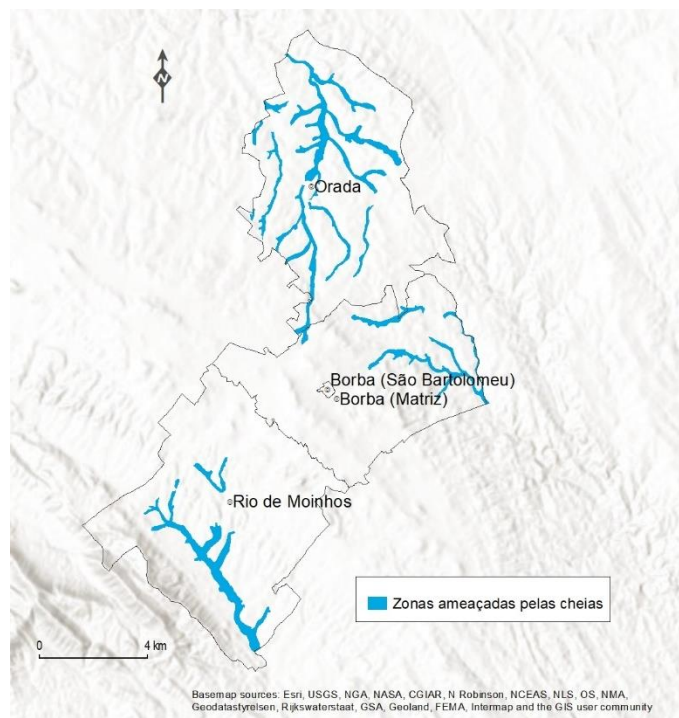 N
Orada
Borba (São Bartolomeu)
Borba (Matriz)
Rio de Moinhos
Zonas ameaçadas pelas cheias
0 4 km
Basemap sources: Esri, USGS, NGA, NASA, CGIAR, N Robinson, NCEAS, NLS, OS, NMA,
Geodatastyrelsen, Rijkswaterstaat, GSA, Geoland, FEMA, Intermap and the GIS user community